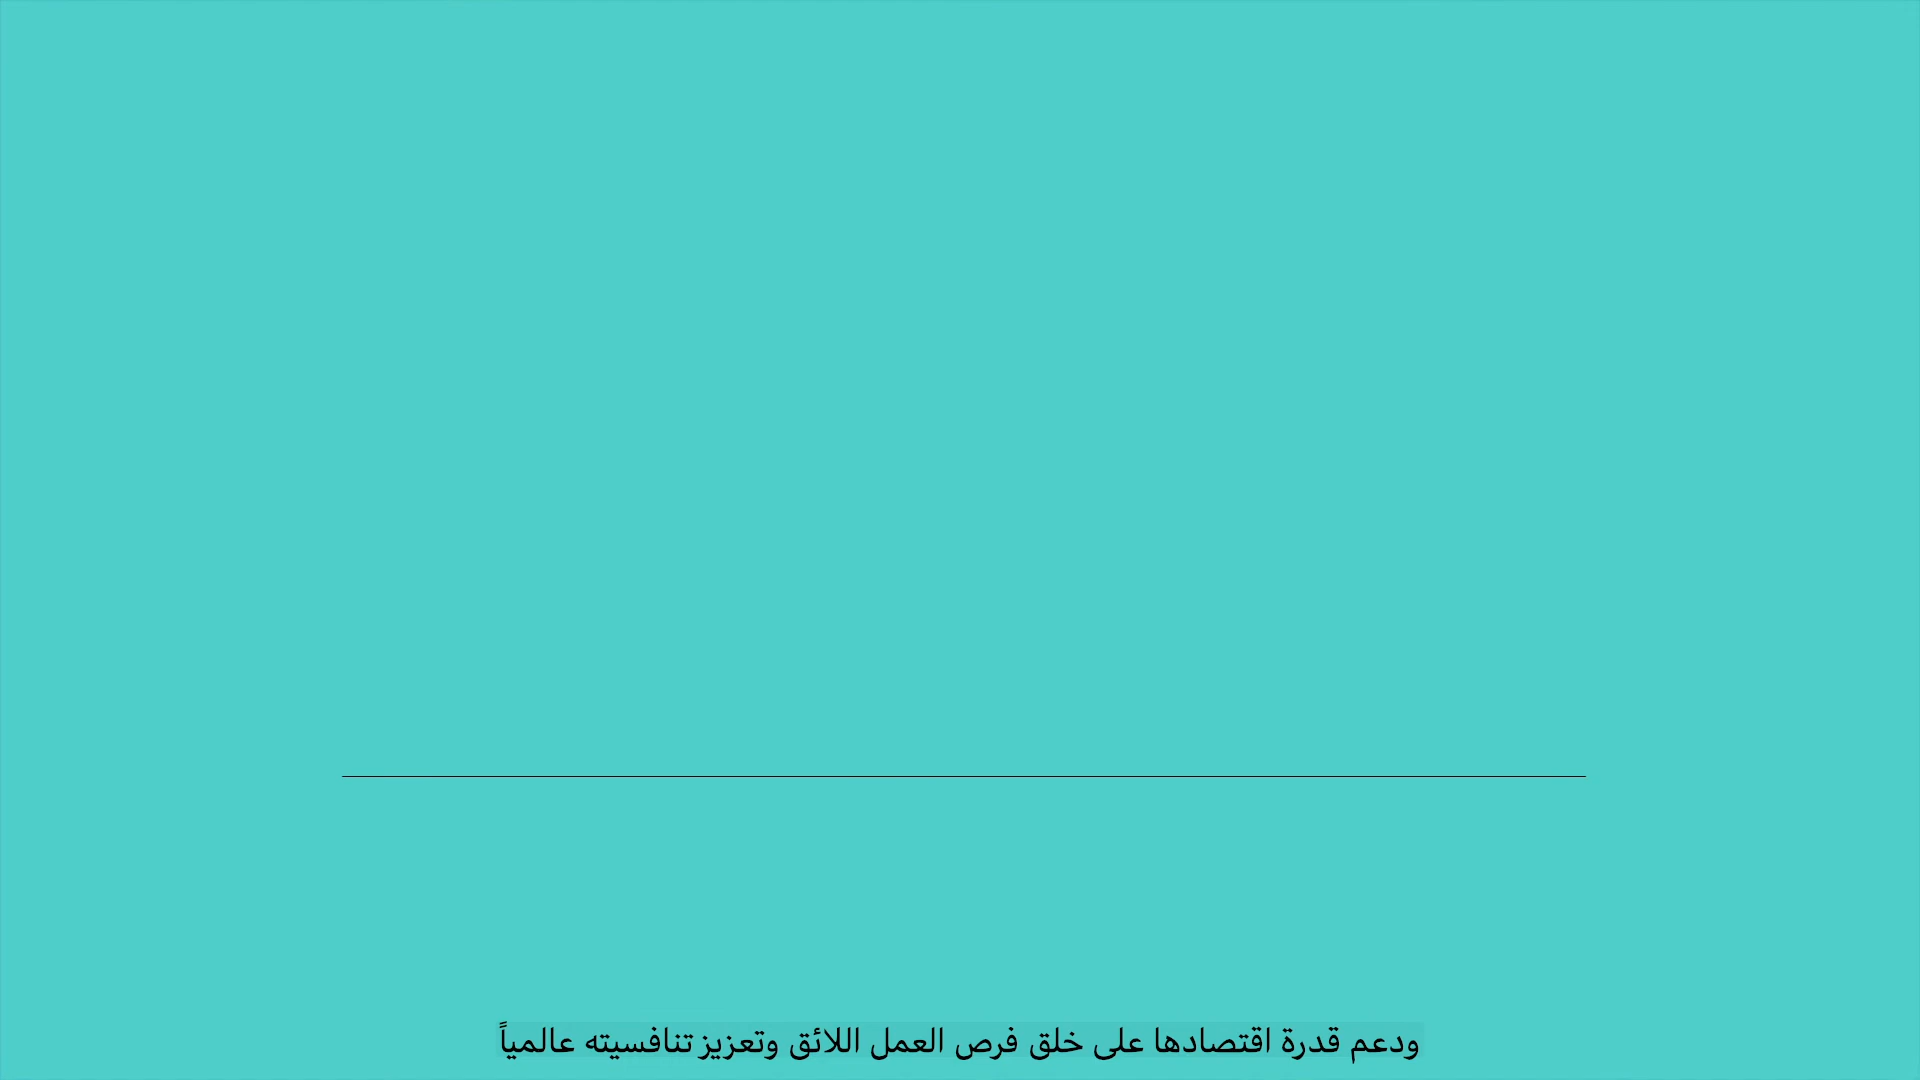 ودعم قدرة اقتصادها على خلق فرص العمل اللائق وتعزيز تنافسيته عالمياً